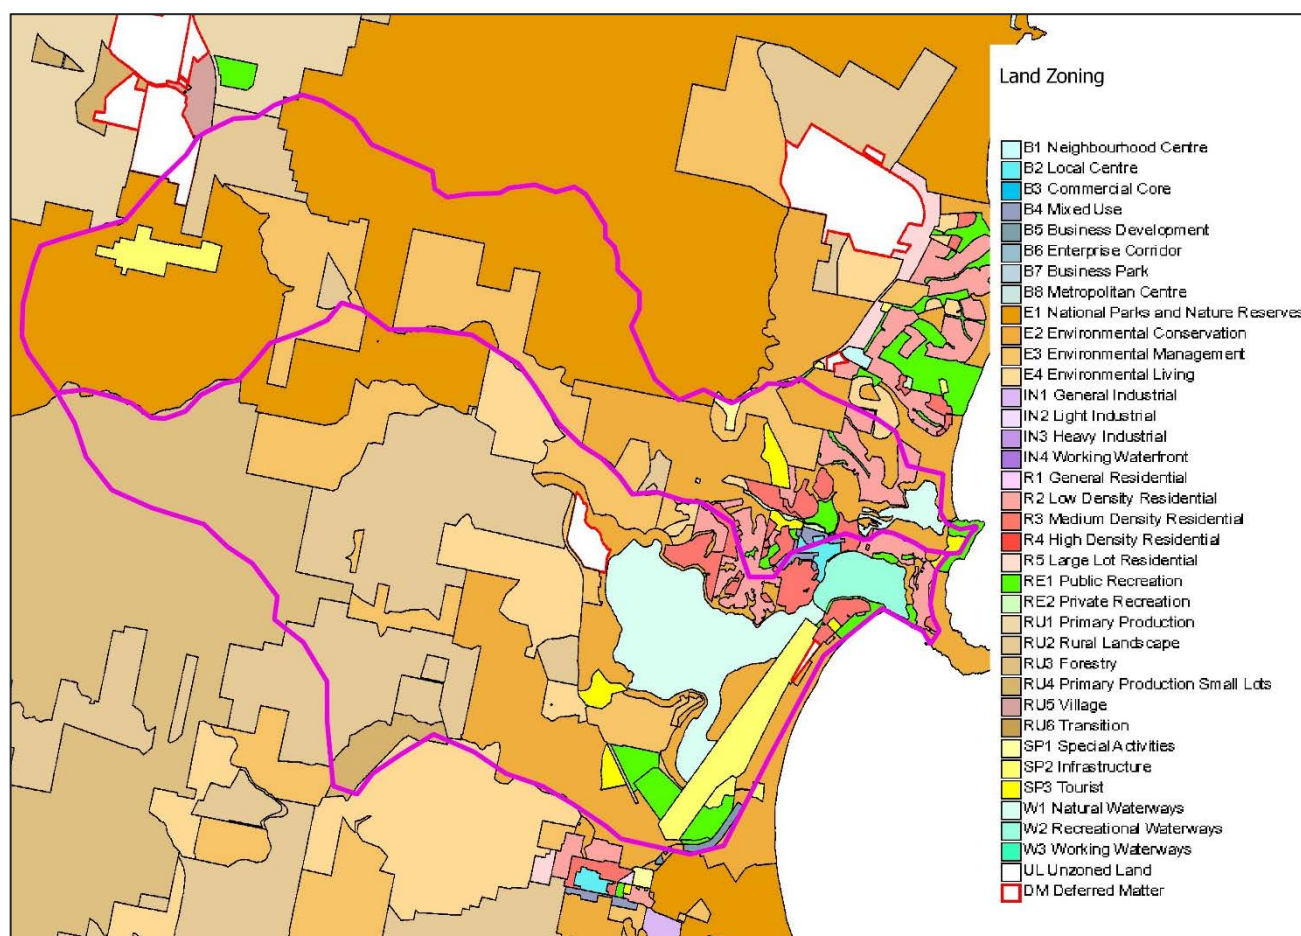 Land Zoning
B1 Neighbourhood Centre
B2 Local Centre
B3 Commercial Core
B4 Mixed Use
B5 Business Development
B6 Enterprise Corridor
B7 Business Park
B8 Metropolitan Centre
E1 National Parks and Nature Reserves
E2 Environmental Conservation
E3 Environmental Management
E4 Environmental Living
IN1 General Industrial
IN2 Light Industrial
IN3 Heavy Industrial
IN4 Working Waterfront
R1 General Residential
R2 Low Density Residential
R3 Medium Density Residential
R4 High Density Residential
R5 Large Lot Residential
RE1 Public Recreation
RE2 Private Recreation
RU1 Primary Production
RU2 Rural Landscape
RU3 Forestry
RU4 Primary Production Small Lots
RU5 Village
RU6 Transition
SP1 Special Activities
SP2 Infrastructure
SP3 Tourist
W1 Natural Waterways
W2 Recreational Waterways
W3 Working Waterways
UL Unzoned Land
DM Deferred Matter